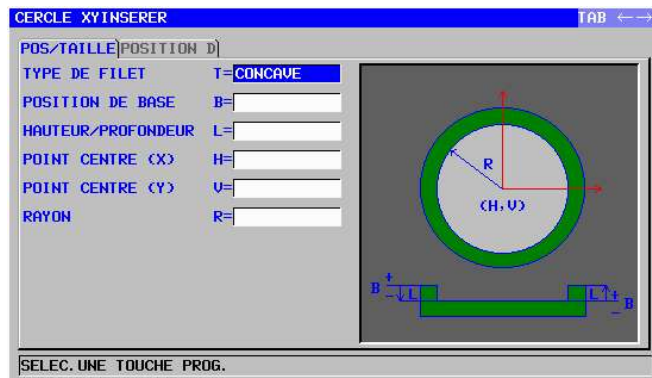 CERCLE XYINSERER TAB ←→
POS/TAILLE POSITION D
TYPE DE FILET T=CONCAVE
POSITION DE BASE B=
HAUTEUR/PROFONDEUR L=
POINT CENTRE (X) H=
POINT CENTRE (Y) V=
RAYON R=
R
(H,V)
B + - L L + - B
SELEC.UNE TOUCHE PROG.